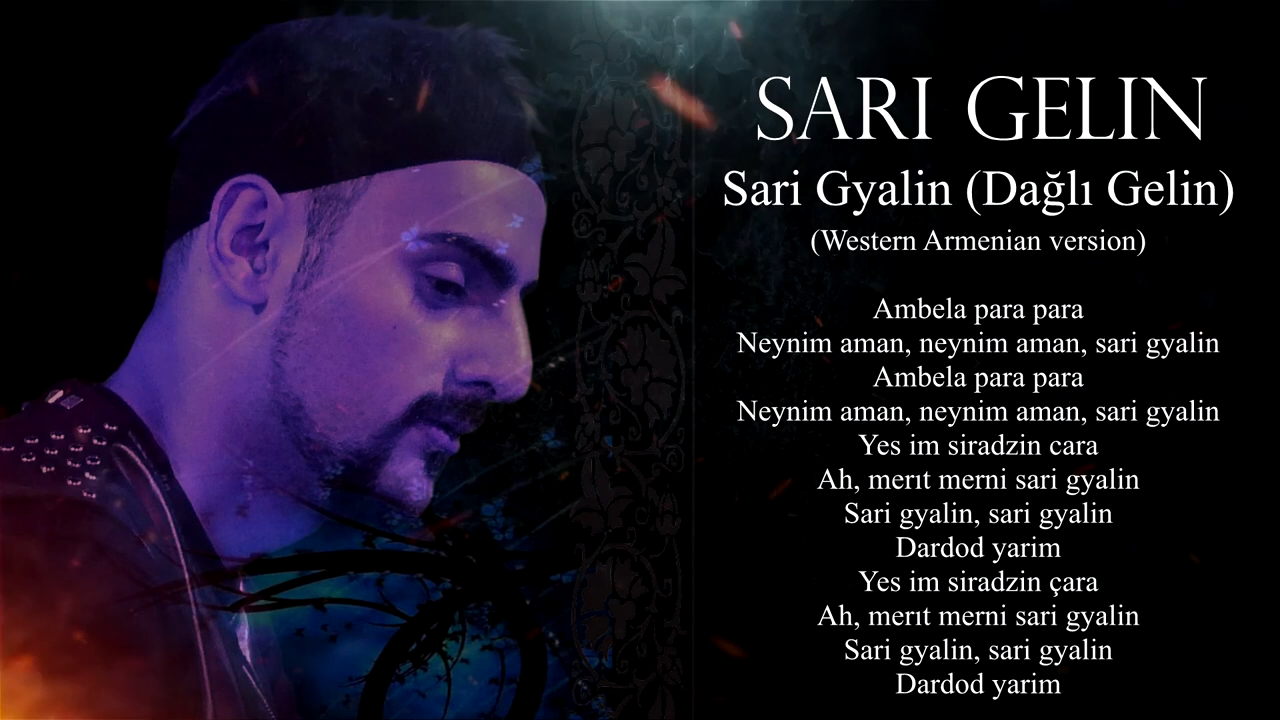 SARI GELIN
Sari Gyalin (Dağlı Gelin)
(Western Armenian version)
Ambela para para
Neynim aman, neynim aman, sari gyalin
Ambela para para
Neynim aman, neynim aman, sari gyalin
Yes im siradzin cara
Ah, merıt merni sari gyalin
Sari gyalin, sari gyalin
Dardod yarim
Yes im siradzin çara
Ah, merıt merni sari gyalin
Sari gyalin, sari gyalin
Dardod yarim